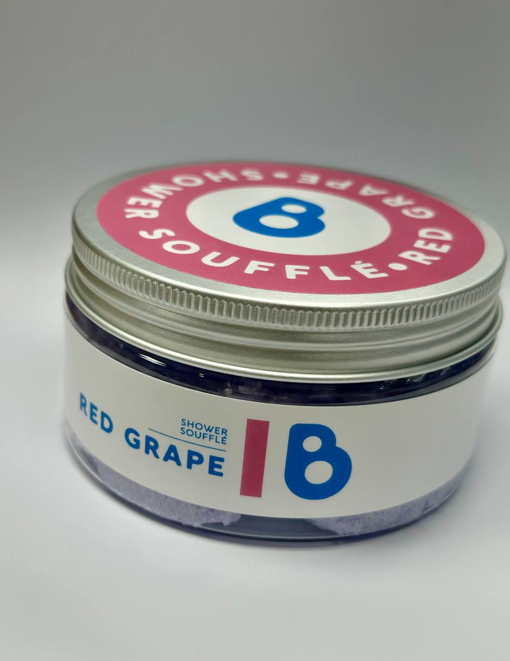 SHOWER SOUFFLÉ•RED GRAPE•
B
SHOWER
SOUFFLÉ
RED GRAPE
B